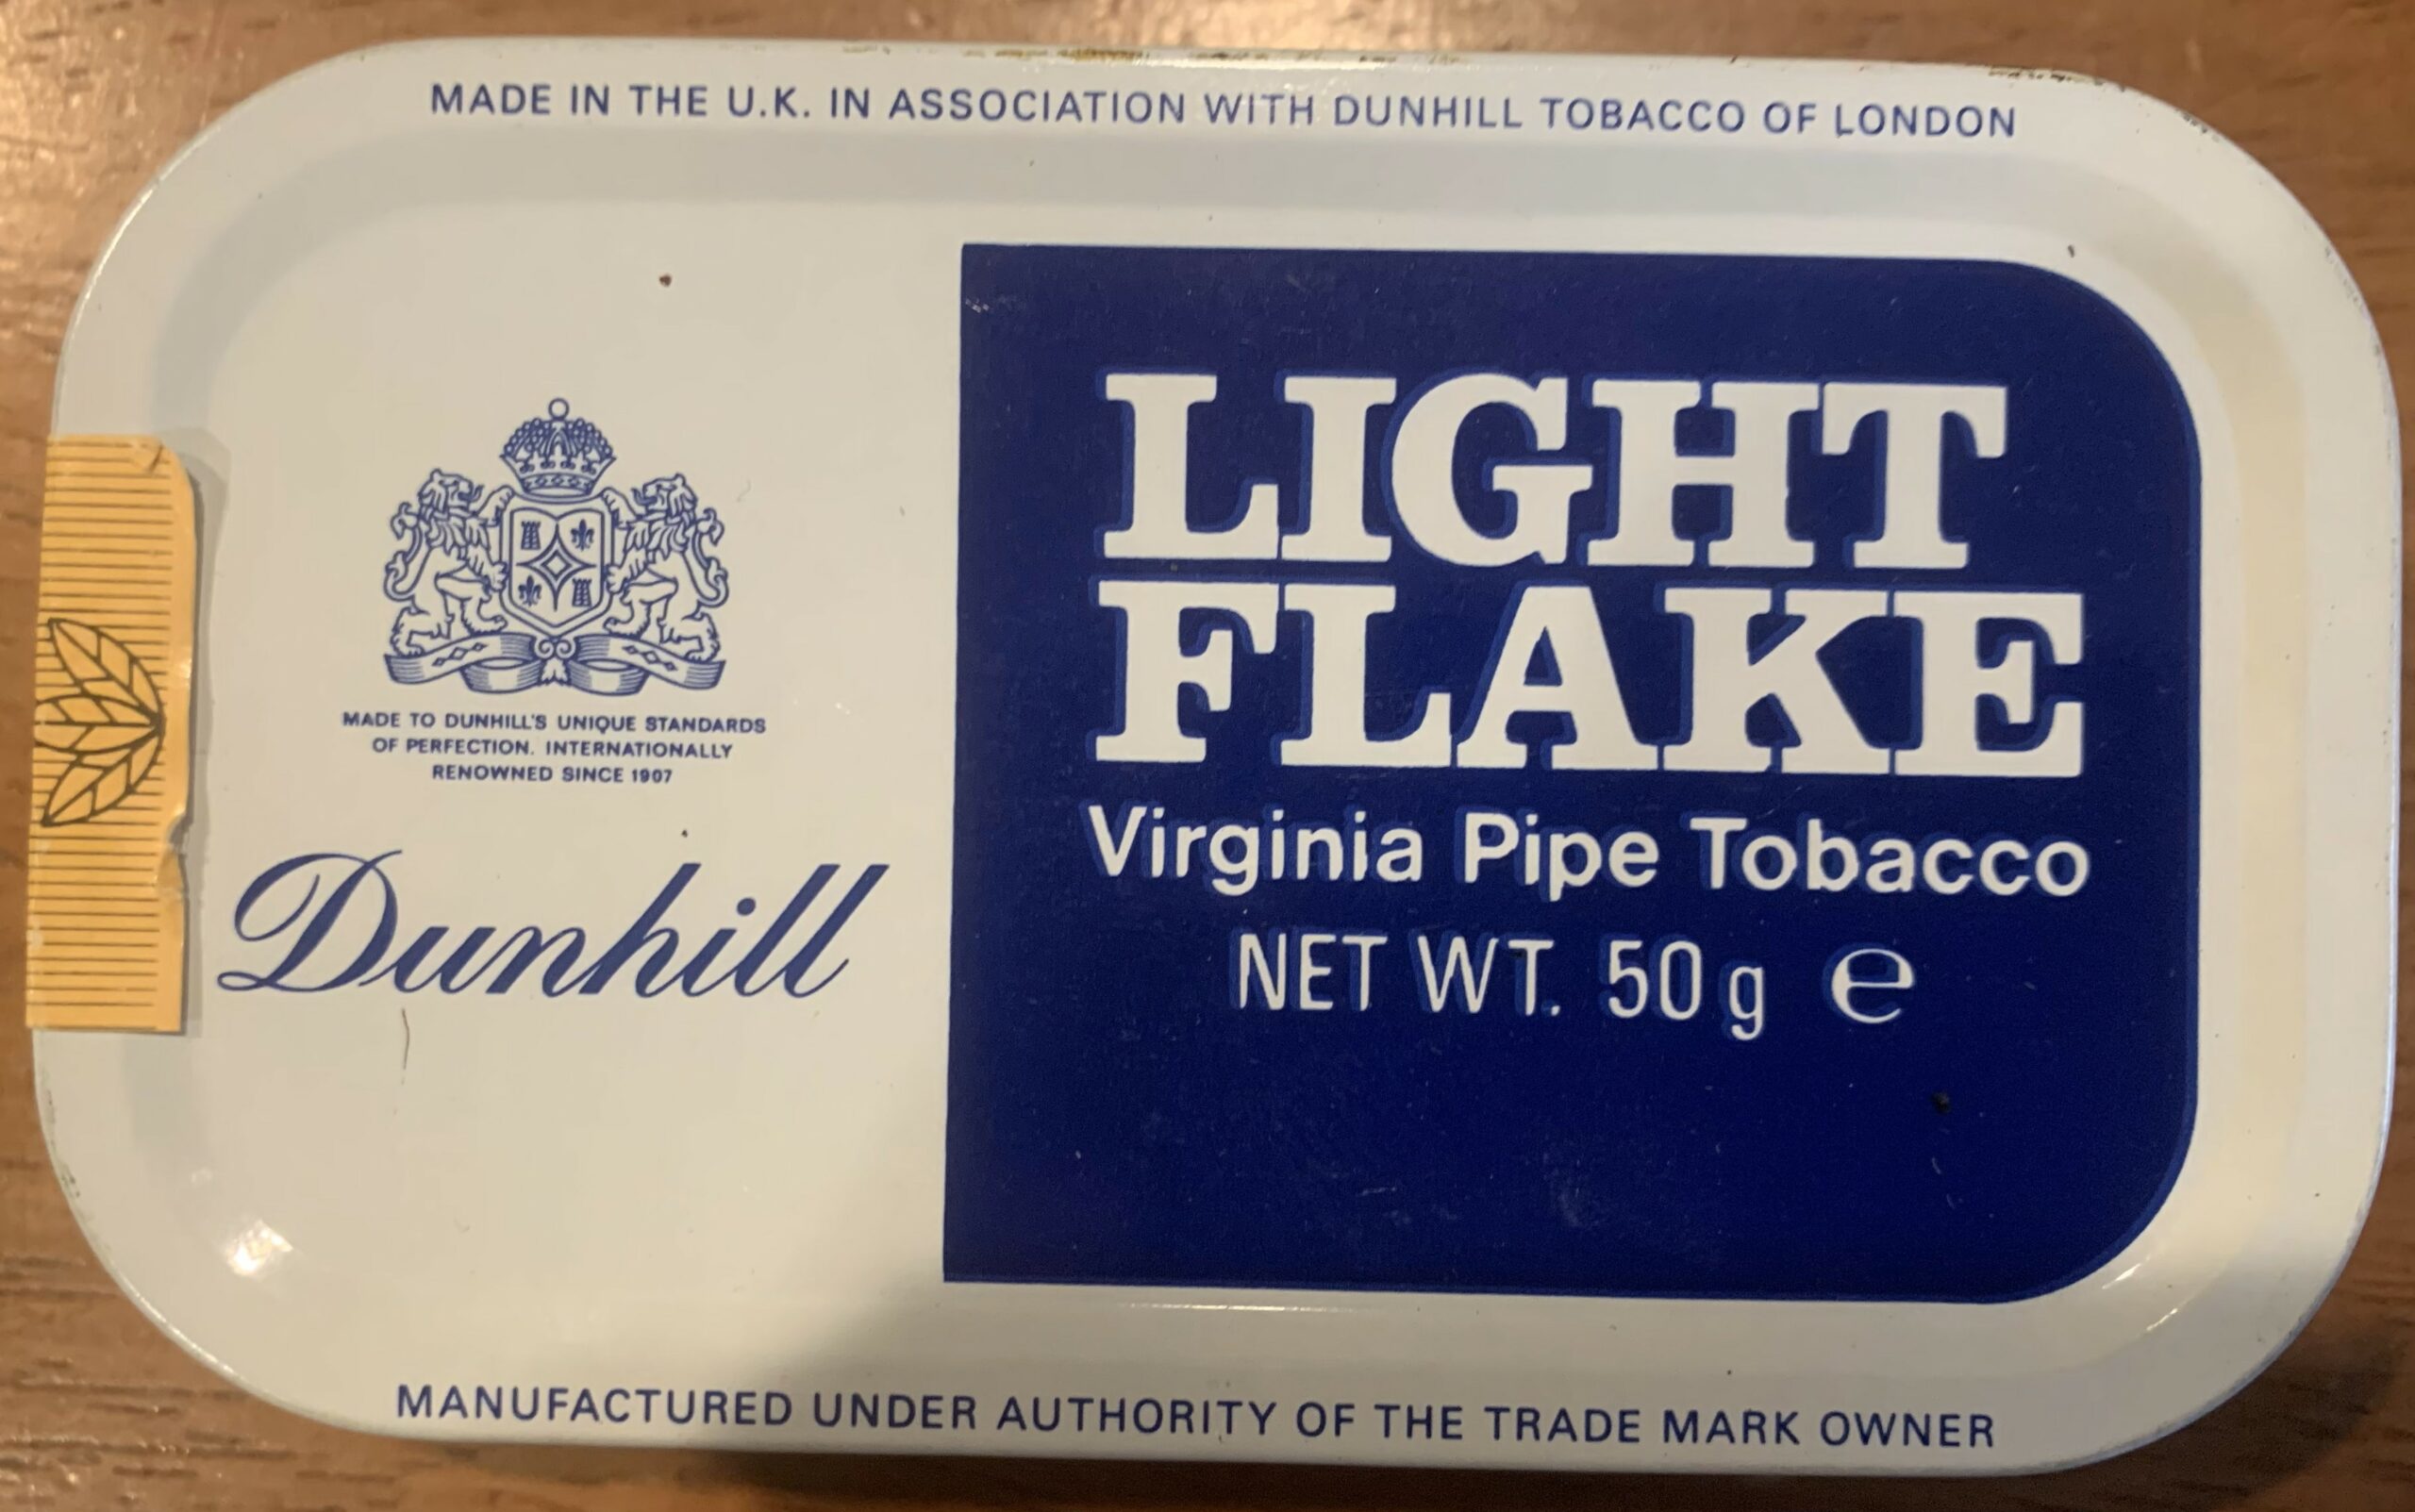 MADE IN THE U.K. IN ASSOCIATION WITH DUNHILL TOBACCO OF LONDON
MADE TO DUNHILL'S UNIQUE STANDARDS
OF PERFECTION. INTERNATIONALLY
RENOWNED SINCE 1907
Dunhill
LIGHT
FLAKE
Virginia Pipe Tobacco
NET WT. 50g ℮
MANUFACTURED UNDER AUTHORITY OF THE TRADE MARK OWNER